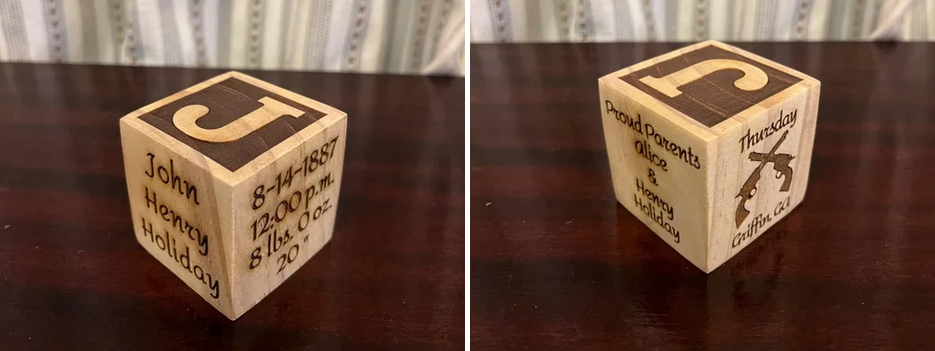 J
John
Henry
Holiday
8-14-1887
12:00 p.m.
8 lbs. 0 oz.
20"
J
Proud Parents
Alice
&
Henry
Holiday
Thursday
Griffin, GA